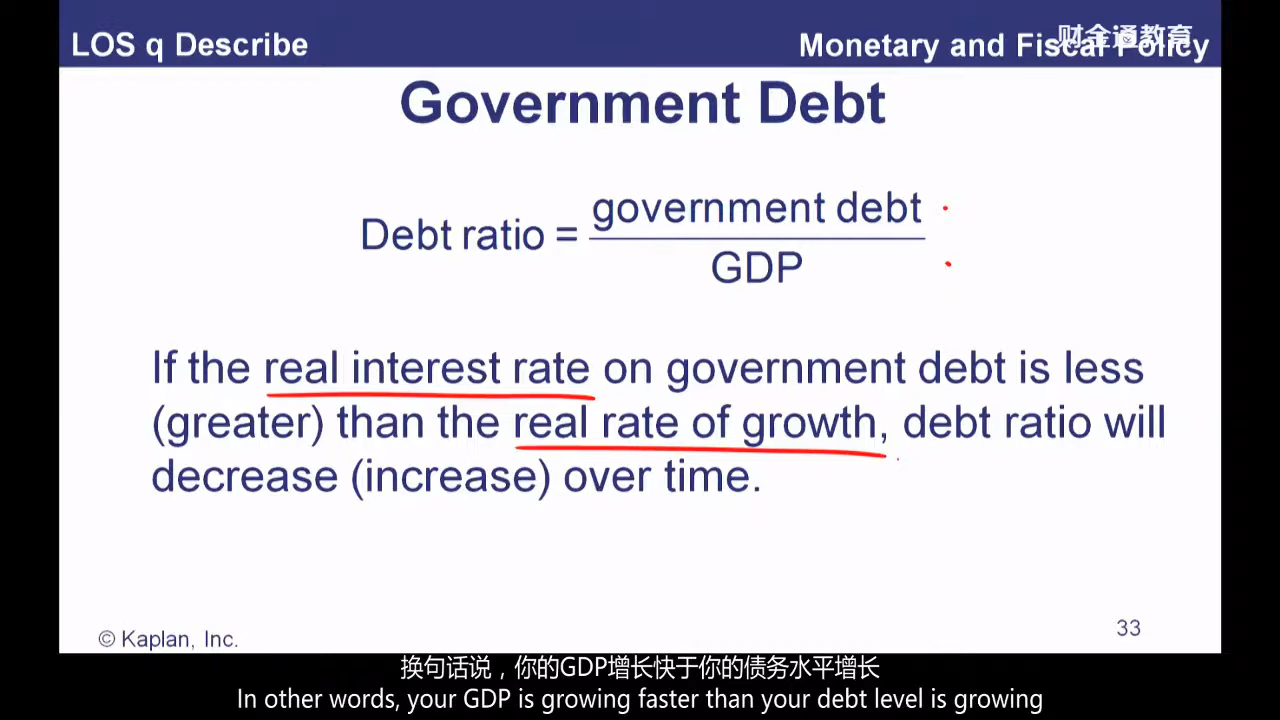 LOS q Describe
Monetary and Fiscal Policy
财金通教育
Government Debt
Debt ratio = government debt
GDP
If the real interest rate on government debt is less
(greater) than the real rate of growth, debt ratio will
decrease (increase) over time.
© Kaplan, Inc.
33
换句话说，你的GDP增长快于你的债务水平增长
In other words, your GDP is growing faster than your debt level is growing